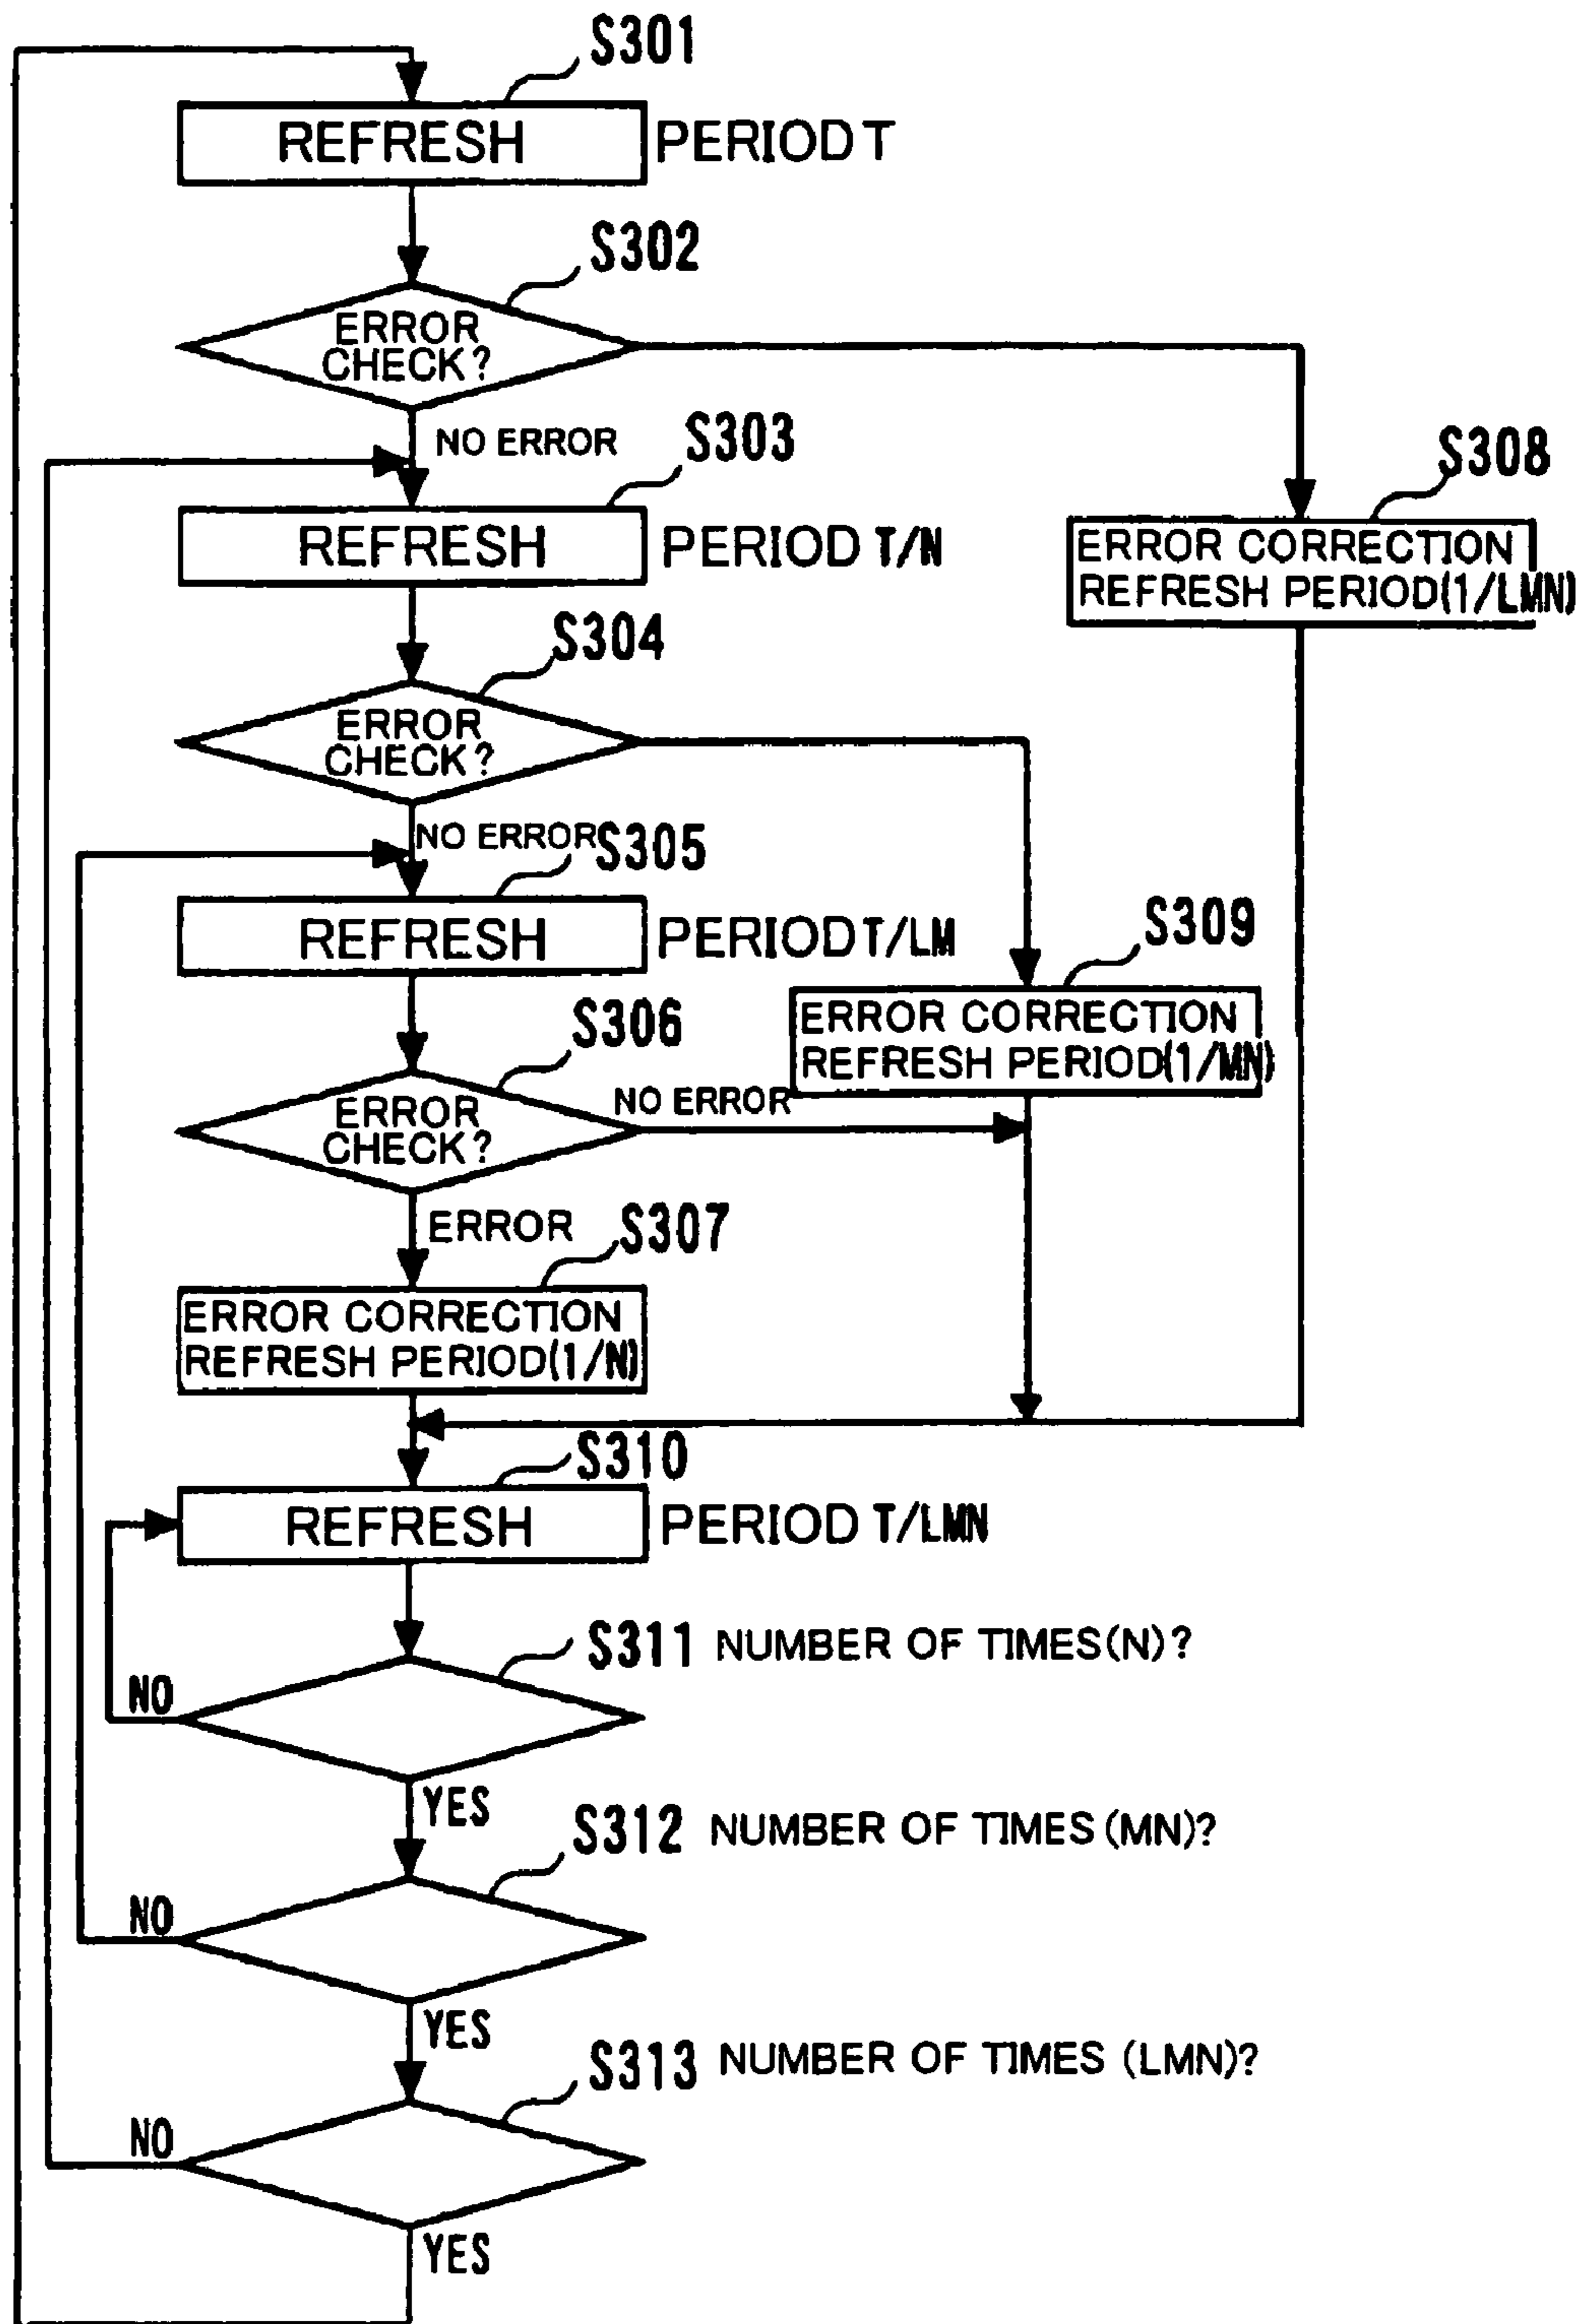 S301
REFRESH PERIOD T
S302
ERROR
CHECK?
NO ERROR
S303
REFRESH PERIOD T/N
S308
ERROR CORRECTION
REFRESH PERIOD(1/LMN)
S304
ERROR
CHECK?
NO ERROR
S305
REFRESH PERIOD T/LM
S309
ERROR CORRECTION
REFRESH PERIOD(1/MN)
S306
ERROR
CHECK?
NO ERROR
ERROR
S307
ERROR CORRECTION
REFRESH PERIOD(1/N)
S310
REFRESH PERIOD T/LMN
S311 NUMBER OF TIMES(N)?
NO
YES
S312 NUMBER OF TIMES (MN)?
NO
YES
S313 NUMBER OF TIMES (LMN)?
NO
YES